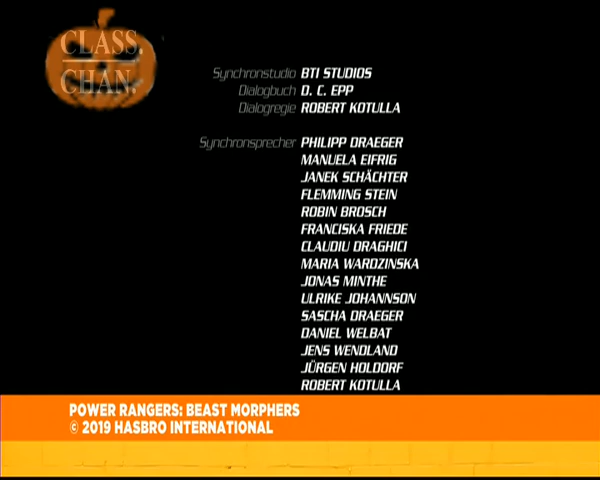 CLASS.
CHAN.
Synchronstudio BTI STUDIOS
Dialogbuch D. C. EPP
Dialogregie ROBERT KOTULLA
Synchronsprecher PHILIPP DRAEGER
MANUELA EIFRIG
JANEK SCHÄCHTER
FLEMMING STEIN
ROBIN BROSCH
FRANCISKA FRIEDE
CLAUDIU DRAGHICI
MARIA WARDZINSKA
JONAS MINTHE
ULRIKE JOHANNSON
SASCHA DRAEGER
DANIEL WELBAT
JENS WENDLAND
JÜRGEN HOLDORF
ROBERT KOTULLA
POWER RANGERS: BEAST MORPHERS
© 2019 HASBRO INTERNATIONAL